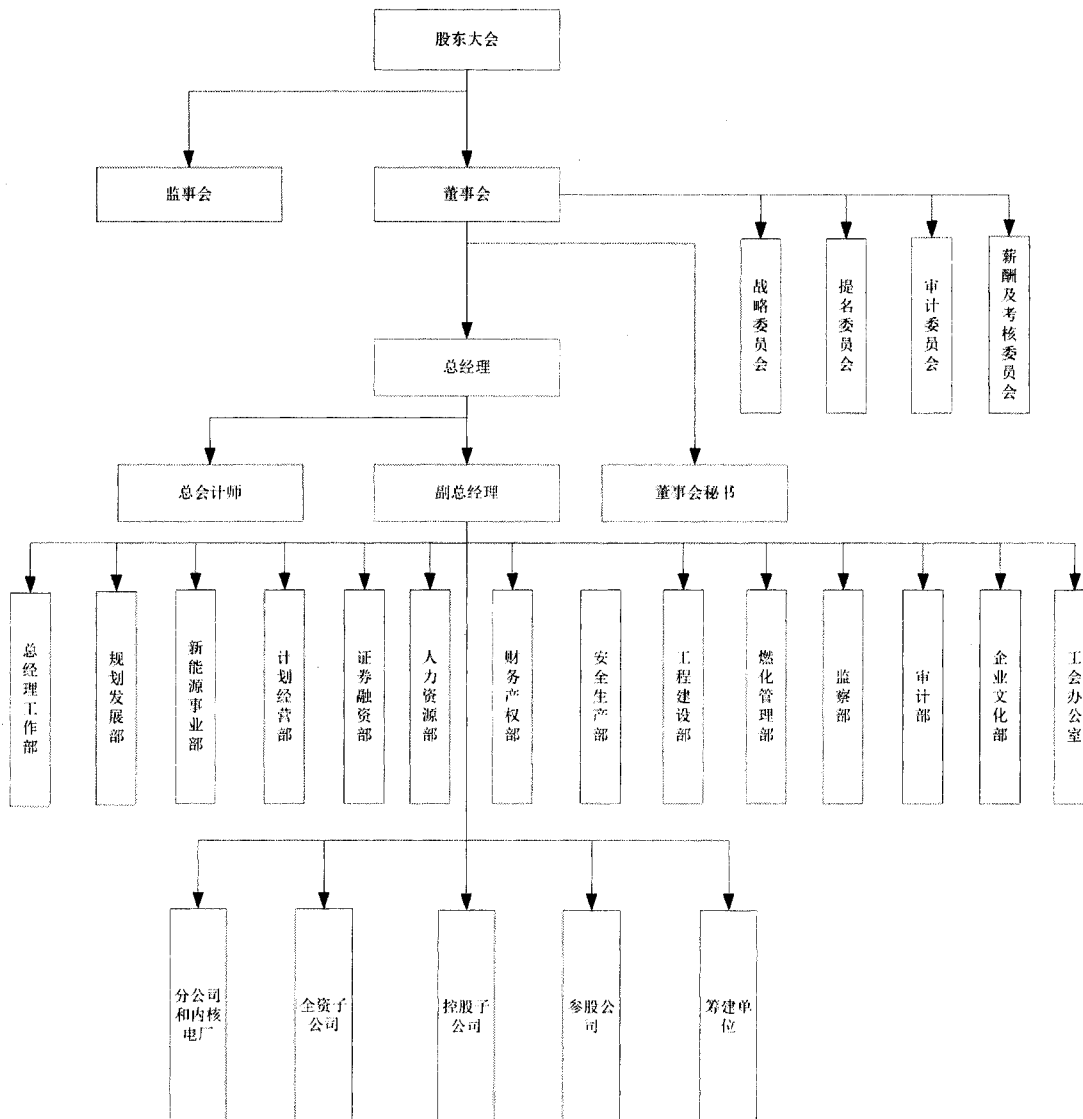 股东大会
监事会
董事会
战略委员会
提名委员会
审计委员会
薪酬及考核委员会
总经理
总会计师
副总经理
董事会秘书
总经理工作部
规划发展部
新能源事业部
计划经营部
证券融资部
人力资源部
财务产权部
安全生产部
工程建设部
燃化管理部
监察部
审计部
企业文化部
工会办公室
分公司
和内核
电厂
全资子
公司
控股子
公司
参股公
司
筹建单
位